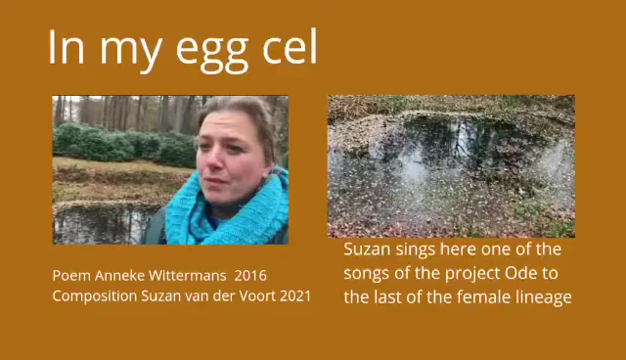 In my egg cel
Poem Anneke Wittermans 2016
Composition Suzan van der Voort 2021
Suzan sings here one of the
songs of the project Ode to
the last of the female lineage